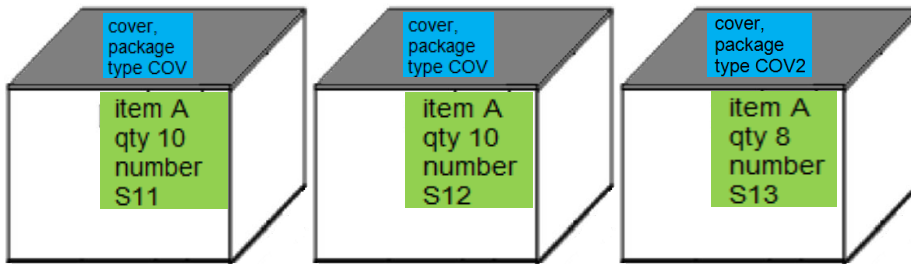 cover,
package
type COV
item A
qty 10
number
S11
cover,
package
type COV
item A
qty 10
number
S12
cover,
package
type COV2
item A
qty 8
number
S13